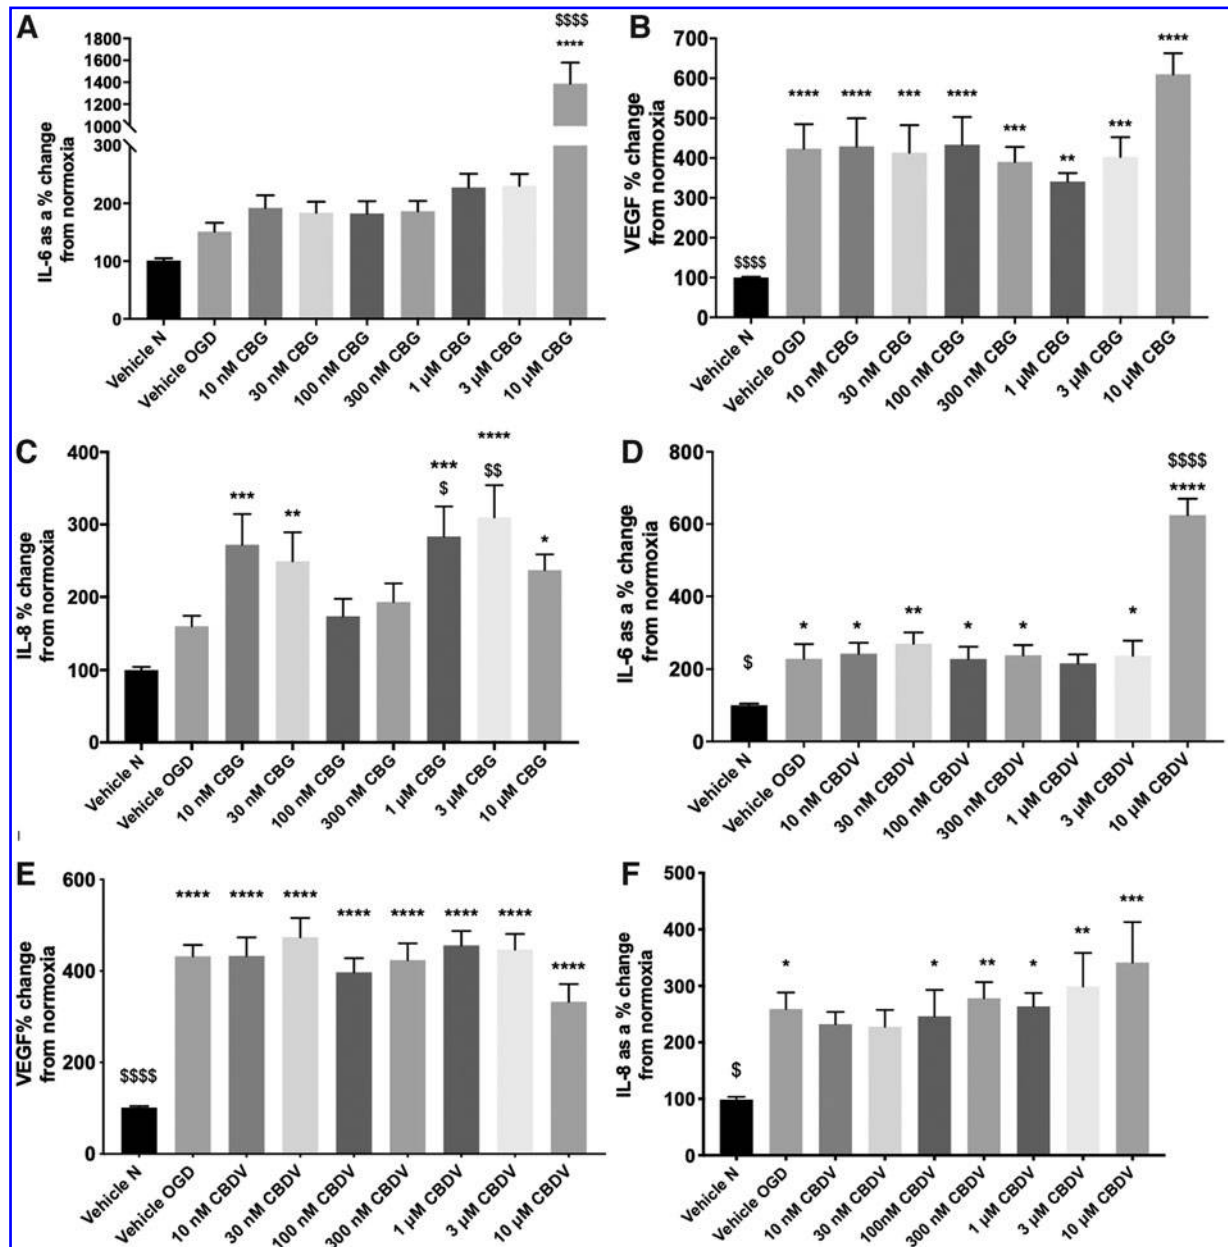 A
IL-6 as a % change
from normoxia
1800
1600
1400
1200
1000
300
200
100
0
$$$$
****
Vehicle N
Vehicle OGD
10 nM CBG
30 nM CBG
100 nM CBG
300 nM CBG
1 µM CBG
3 µM CBG
10 µM CBG
B
VEGF % change
from normoxia
700
600
500
400
300
200
100
0
$$$$
****
****
***
****
***
**
***
****
Vehicle N
Vehicle OGD
10 nM CBG
30 nM CBG
100 nM CBG
300 nM CBG
1 µM CBG
3 µM CBG
10 µM CBG
C
IL-8 % change
from normoxia
400
300
200
100
0
***
**
***
$
****
$$
*
Vehicle N
Vehicle OGD
10 nM CBG
30 nM CBG
100 nM CBG
300 nM CBG
1 µM CBG
3 µM CBG
10 µM CBG
D
IL-6 as a % change
from normoxia
800
600
400
200
0
$
*
*
**
*
*
*
$$$$
****
Vehicle N
Vehicle OGD
10 nM CBDV
30 nM CBDV
100 nM CBDV
300 nM CBDV
1 µM CBDV
3 µM CBDV
10 µM CBDV
E
VEGF% change
from normoxia
600
400
200
0
$$$$
****
****
****
****
****
****
****
****
Vehicle N
Vehicle OGD
10 nM CBDV
30 nM CBDV
100 nM CBDV
300 nM CBDV
1 µM CBDV
3 µM CBDV
10 µM CBDV
F
IL-8 as a % change
from normoxia
500
400
300
200
100
0
$
*
*
**
*
**
***
Vehicle N
Vehicle OGD
10 nM CBDV
30 nM CBDV
100nM CBDV
300 nM CBDV
1 µM CBDV
3 µM CBDV
10 µM CBDV